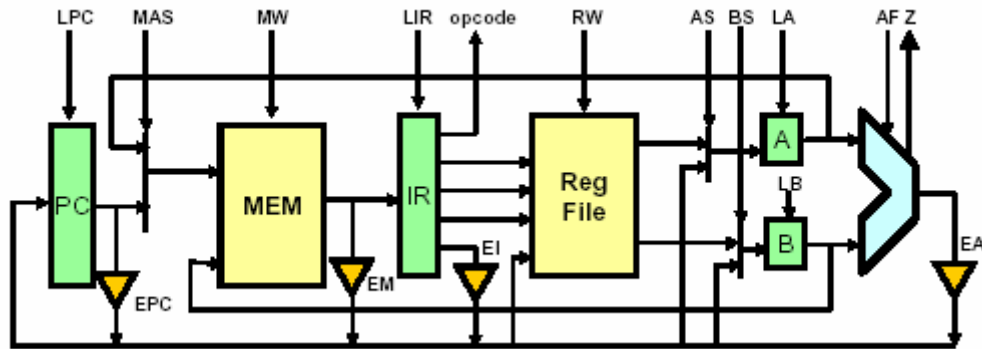 LPC MAS MW LIR opcode RW AS BS LA AF Z
A
LB
PC MEM IR Reg
File
B
EI EA
EPC EM